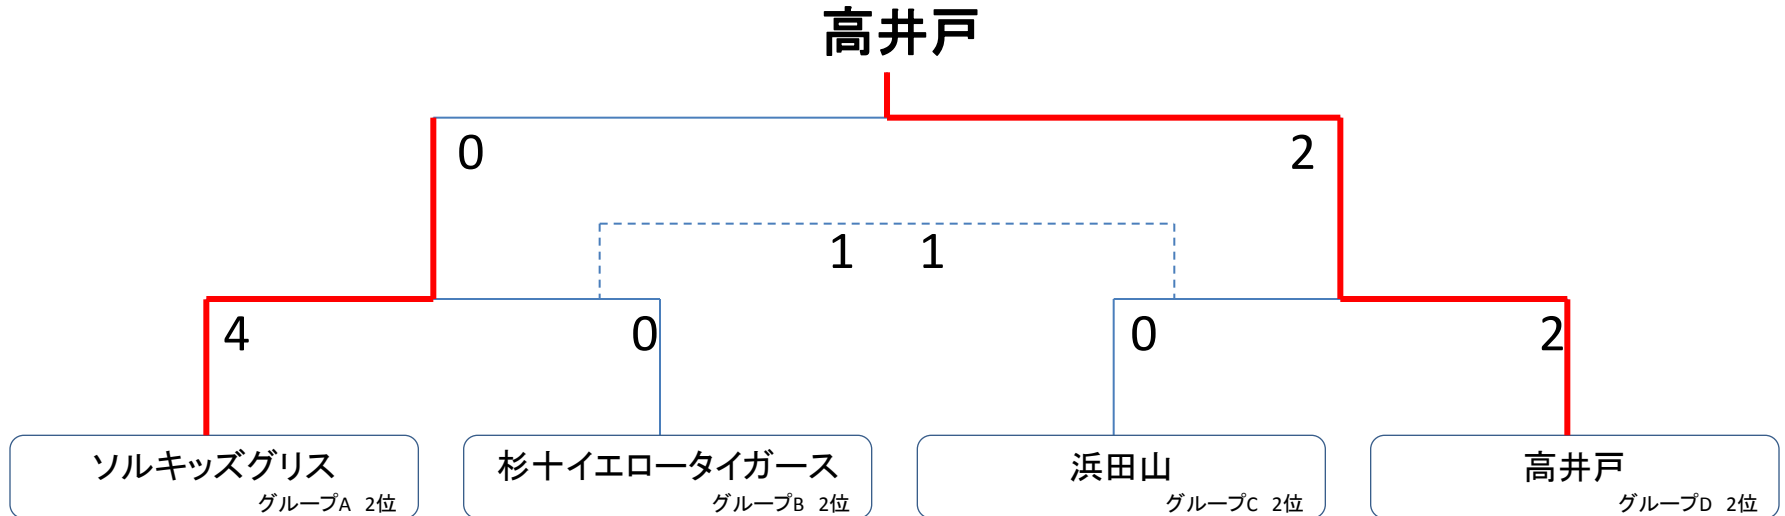 高井戸
0 2
1 1
4 0 0 2
ソルキッズグリス
グループA 2位
杉十イエロータイガース
グループB 2位
浜田山
グループC 2位
高井戸
グループD 2位